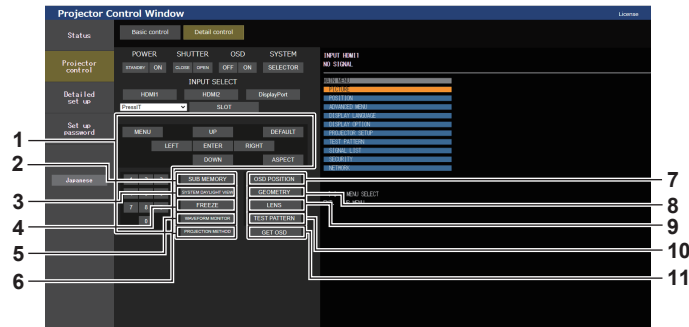 Projector Control Window
License
Status
Projector control
Detailed set up
Set up password
Japanese
Basic control
Detail control
POWER
SHUTTER
OSD
SYSTEM
STANDBY
ON
CLOSE
OPEN
OFF
ON
SELECTOR
INPUT SELECT
HDMI1
HDMI2
DisplayPort
PressIT
SLOT
MENU
UP
DEFAULT
LEFT
ENTER
RIGHT
DOWN
ASPECT
SUB MEMORY
OSD POSITION
SYSTEM DAYLIGHT VIEW
GEOMETRY
7
FREEZE
LENS
WAVEFORM MONITOR
TEST PATTERN
PROJECTION METHOD
GET OSD
INPUT HDMI1
NO SIGNAL
MAIN MENU
PICTURE
POSITION
ADVANCED MENU
DISPLAY LANGUAGE
DISPLAY OPTION
PROJECTOR SETUP
TEST PATTERN
SIGNAL LIST
SECURITY
NETWORK
MENU SELECT
1
2
3
4
5
6
7
8
9
10
11